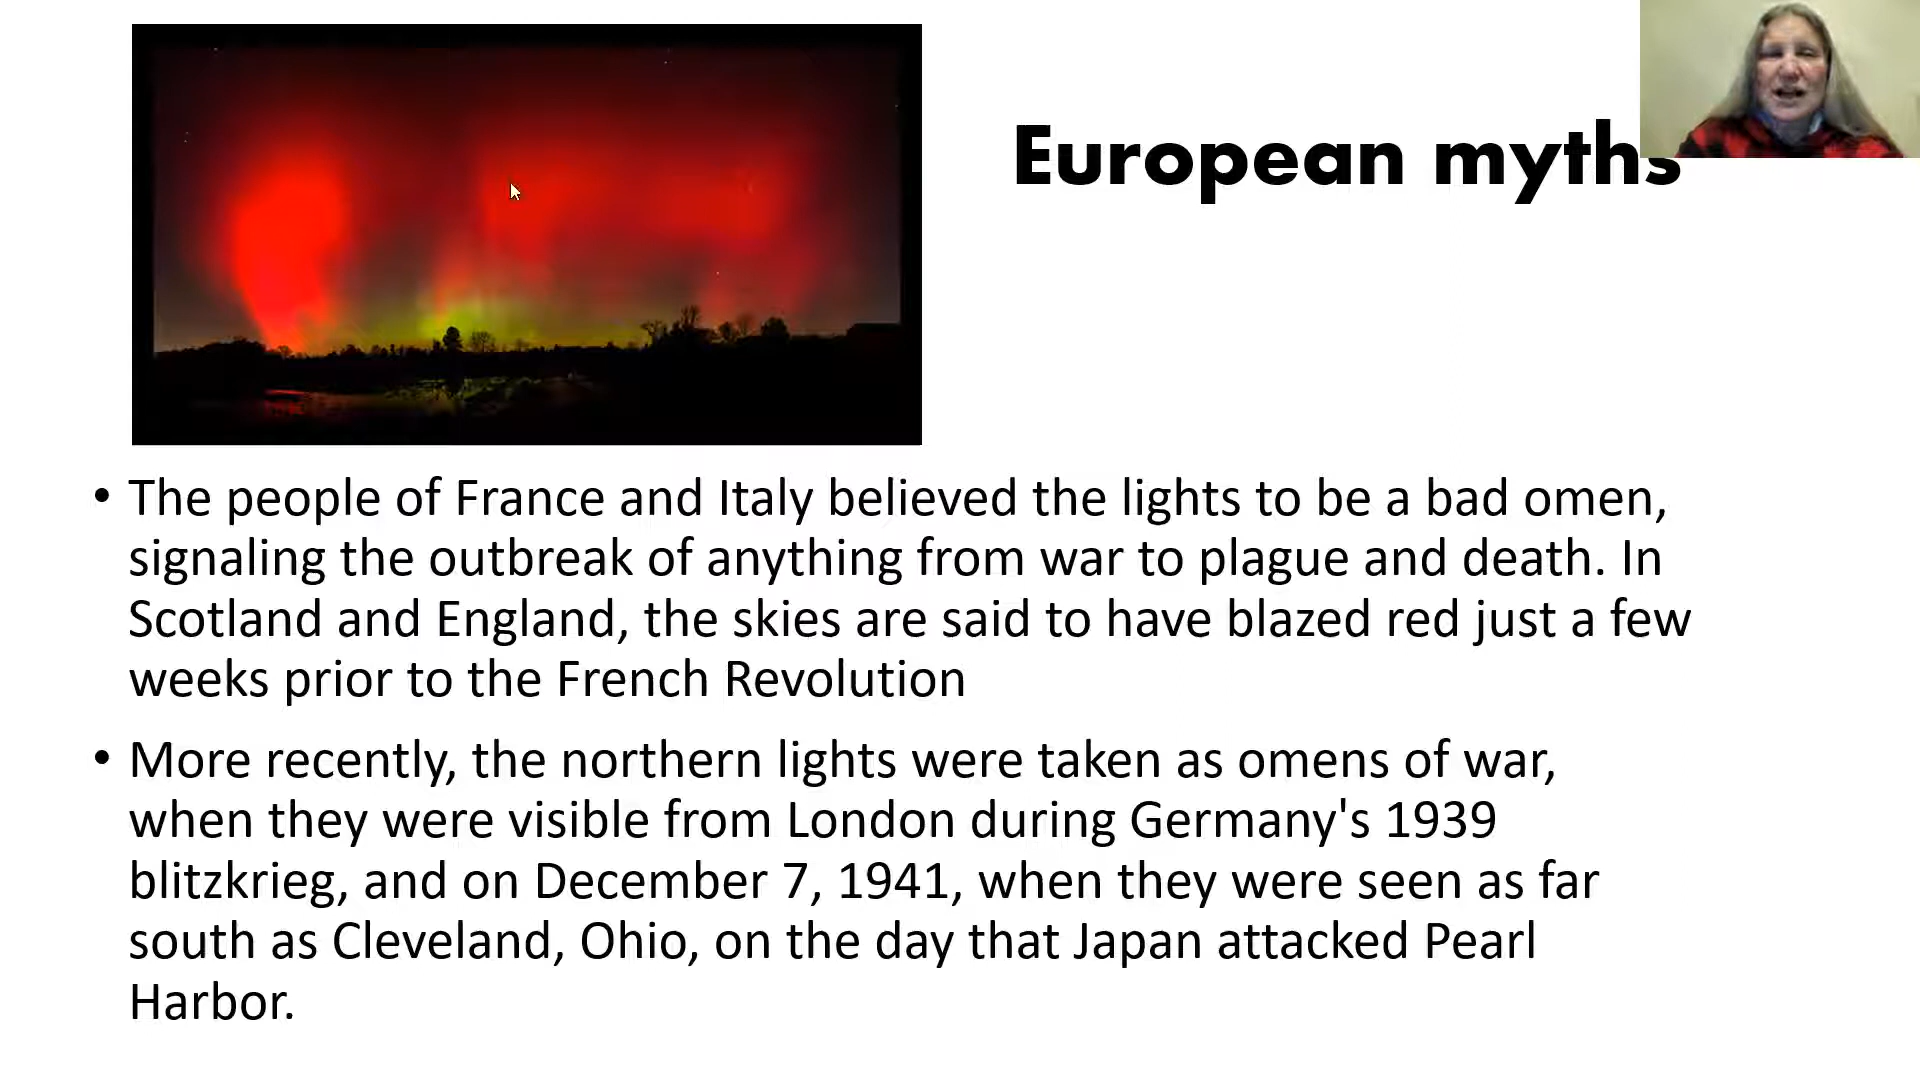 European myths
• The people of France and Italy believed the lights to be a bad omen,
signaling the outbreak of anything from war to plague and death. In
Scotland and England, the skies are said to have blazed red just a few
weeks prior to the French Revolution
• More recently, the northern lights were taken as omens of war,
when they were visible from London during Germany's 1939
blitzkrieg, and on December 7, 1941, when they were seen as far
south as Cleveland, Ohio, on the day that Japan attacked Pearl
Harbor.